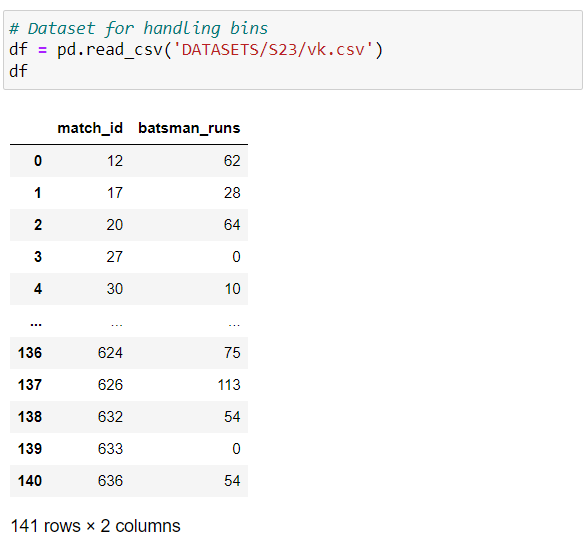 # Dataset for handling bins
df = pd.read_csv('DATASETS/S23/vk.csv')
df
match_id batsman_runs
0 12 62
1 17 28
2 20 64
3 27 0
4 30 10
... ... ...
136 624 75
137 626 113
138 632 54
139 633 0
140 636 54
141 rows × 2 columns